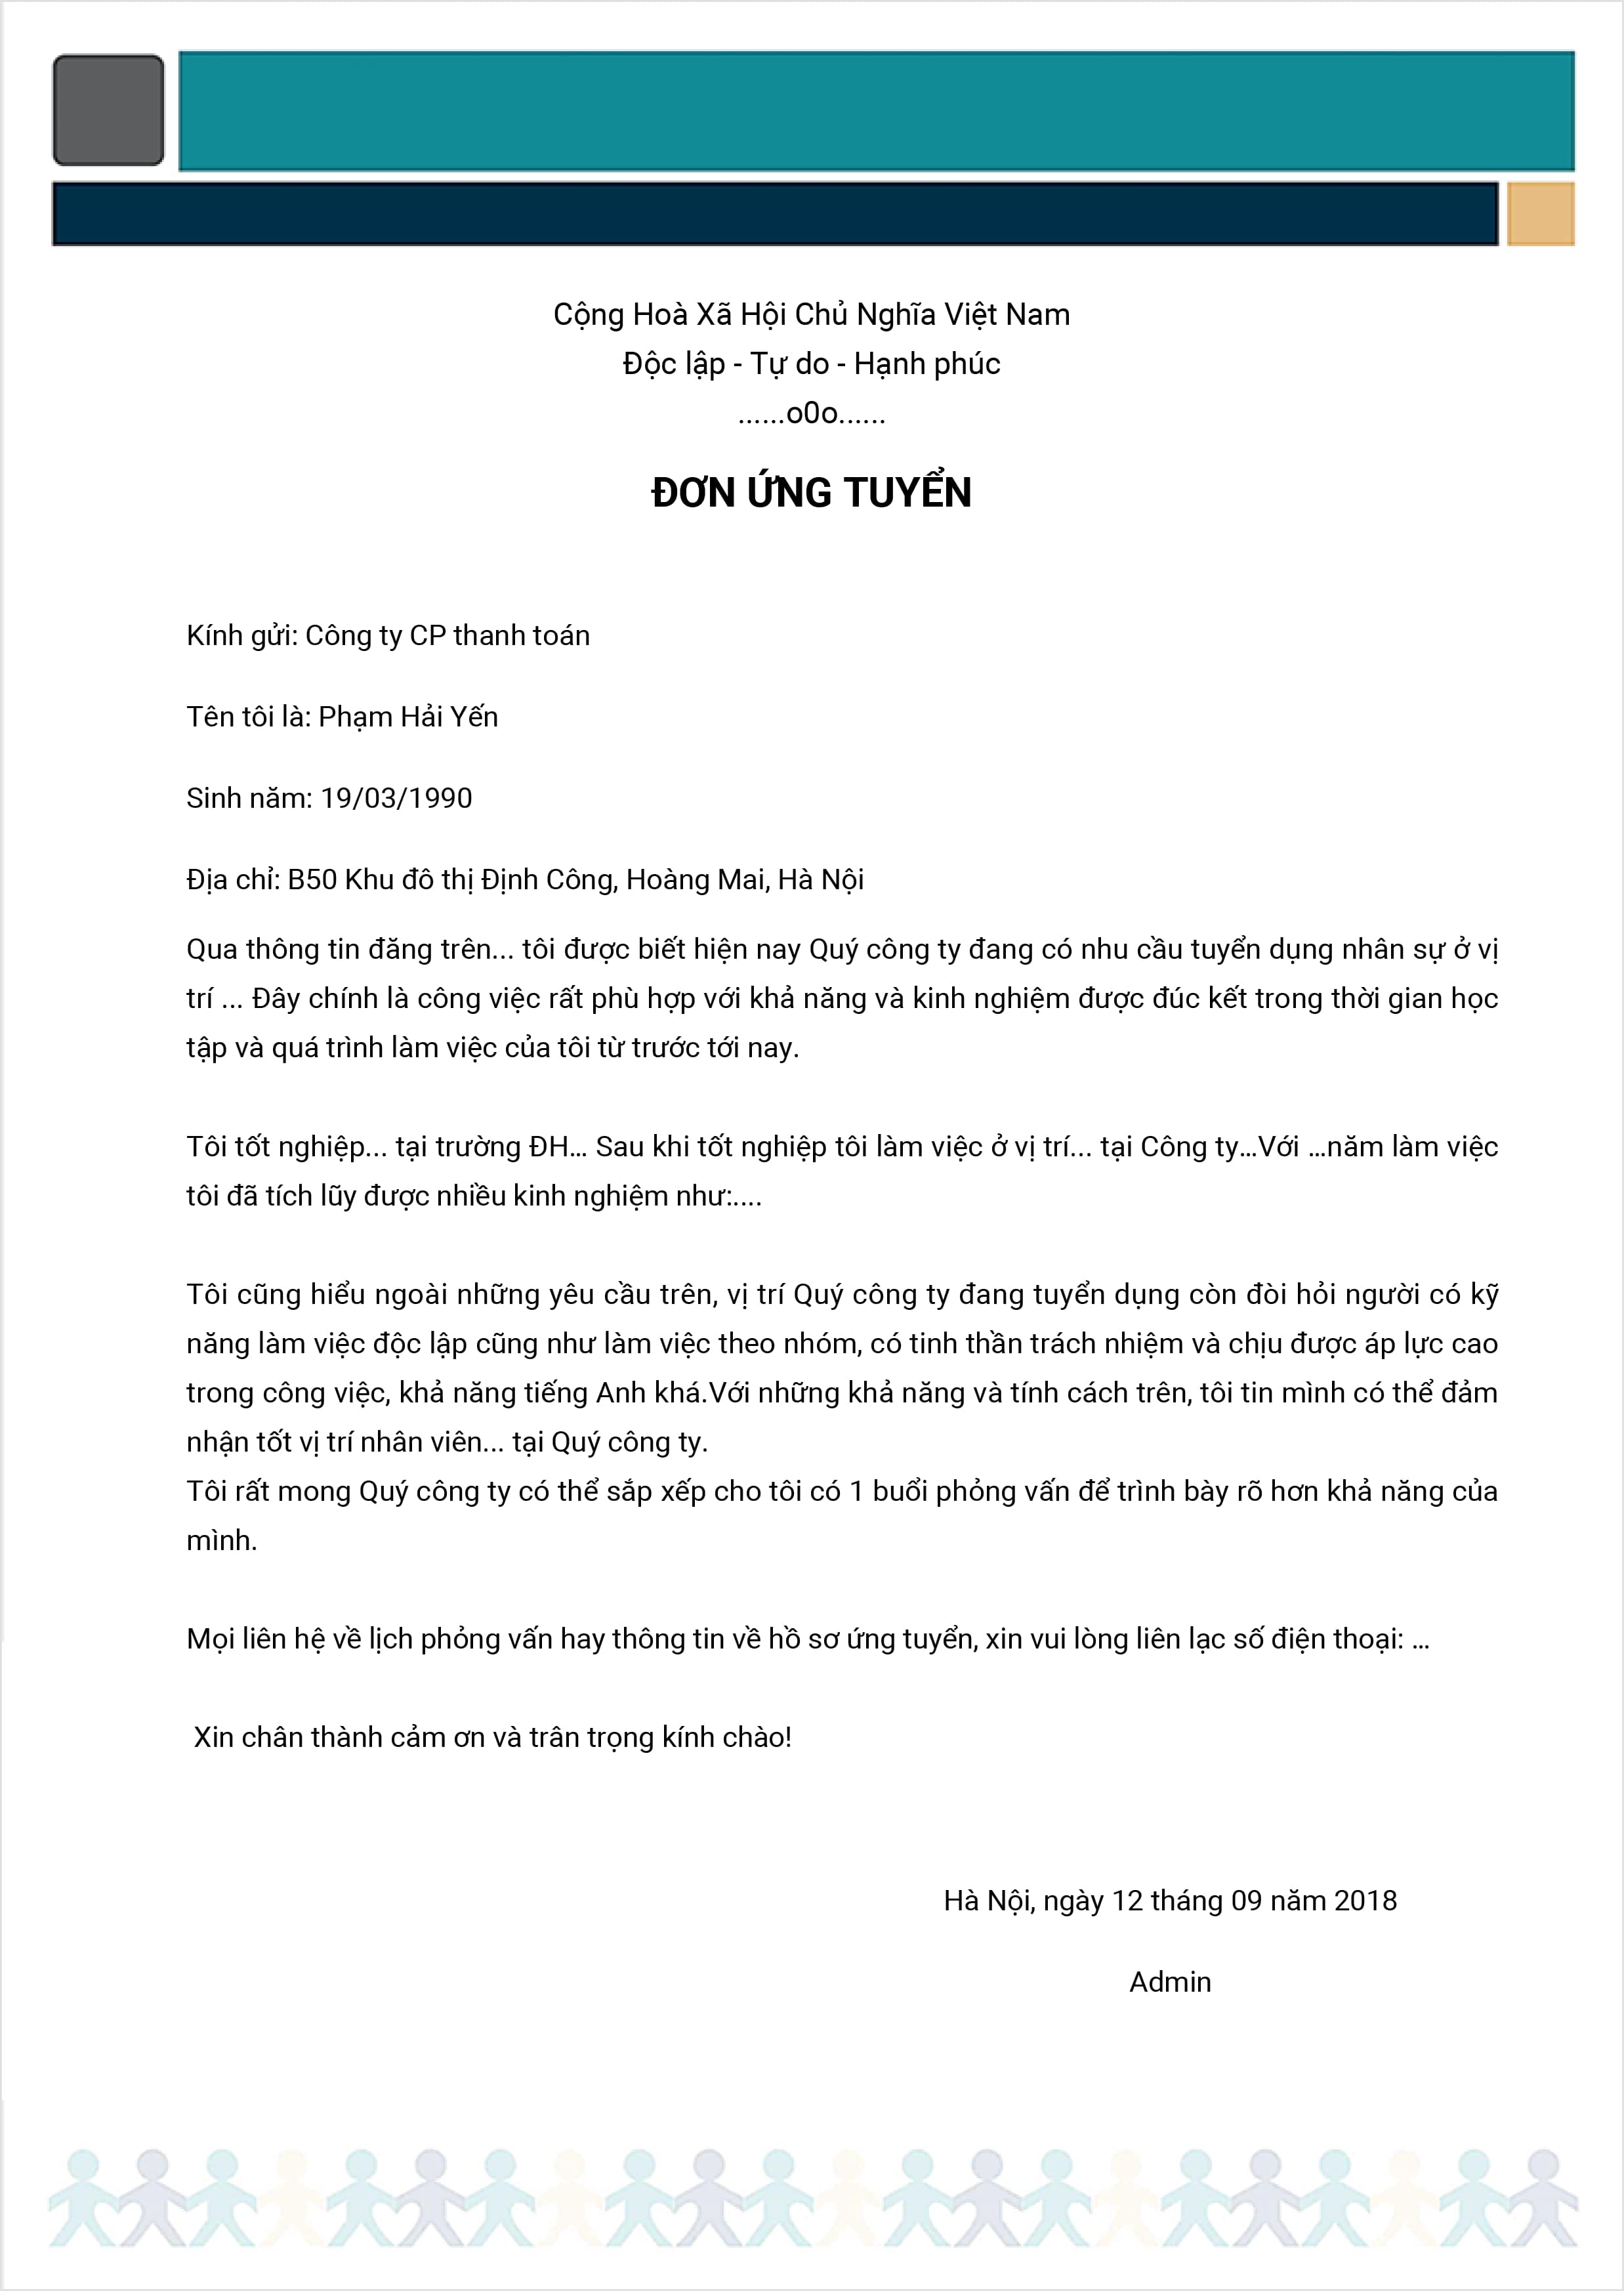 Cộng Hoà Xã Hội Chủ Nghĩa Việt Nam
Độc lập - Tự do - Hạnh phúc
......o0o......
ĐƠN ỨNG TUYỂN
Kính gửi: Công ty CP thanh toán
Tên tôi là: Phạm Hải Yến
Sinh năm: 19/03/1990
Địa chỉ: B50 Khu đô thị Định Công, Hoàng Mai, Hà Nội
Qua thông tin đăng trên... tôi được biết hiện nay Quý công ty đang có nhu cầu tuyển dụng nhân sự ở vị
trí ... Đây chính là công việc rất phù hợp với khả năng và kinh nghiệm được đúc kết trong thời gian học
tập và quá trình làm việc của tôi từ trước tới nay.
Tôi tốt nghiệp... tại trường ĐH... Sau khi tốt nghiệp tôi làm việc ở vị trí... tại Công ty...Với ...năm làm việc
tôi đã tích lũy được nhiều kinh nghiệm như:....
Tôi cũng hiểu ngoài những yêu cầu trên, vị trí Quý công ty đang tuyển dụng còn đòi hỏi người có kỹ
năng làm việc độc lập cũng như làm việc theo nhóm, có tinh thần trách nhiệm và chịu được áp lực cao
trong công việc, khả năng tiếng Anh khá.Với những khả năng và tính cách trên, tôi tin mình có thể đảm
nhận tốt vị trí nhân viên... tại Quý công ty.
Tôi rất mong Quý công ty có thể sắp xếp cho tôi có 1 buổi phỏng vấn để trình bày rõ hơn khả năng của
mình.
Mọi liên hệ về lịch phỏng vấn hay thông tin về hồ sơ ứng tuyển, xin vui lòng liên lạc số điện thoại: ...
Xin chân thành cảm ơn và trân trọng kính chào!
Hà Nội, ngày 12 tháng 09 năm 2018
Admin